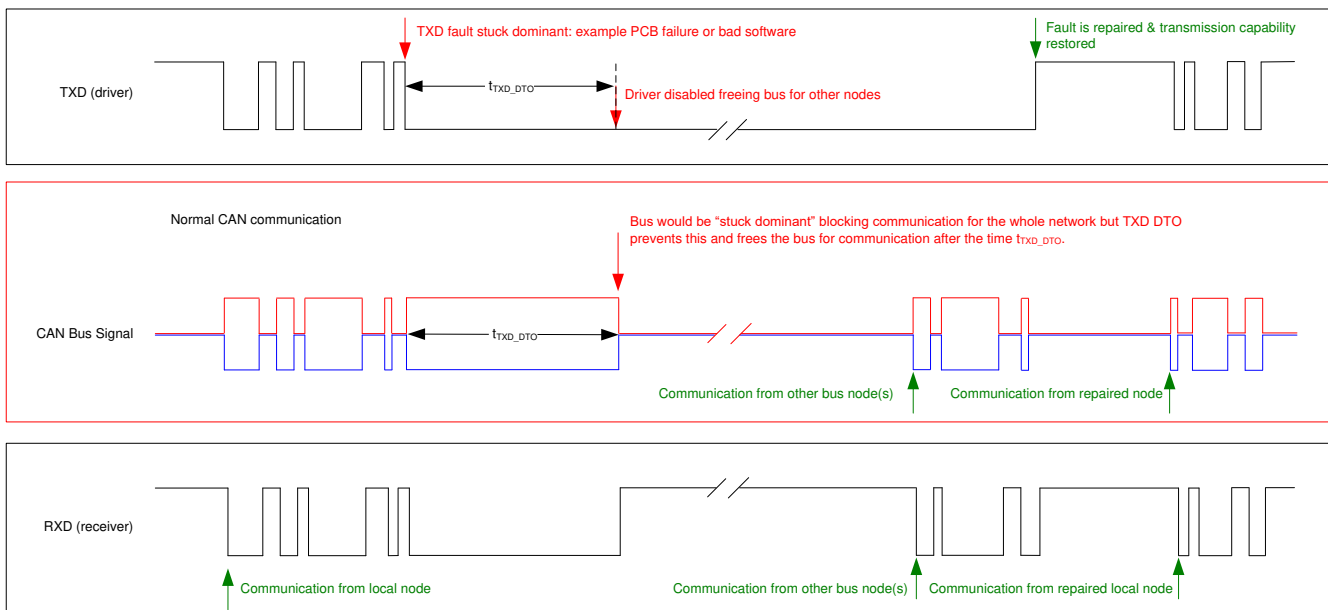 TXD fault stuck dominant: example PCB failure or bad software
Fault is repaired & transmission capability
restored
TXD (driver)
tTXD_DTO
Driver disabled freeing bus for other nodes
Normal CAN communication
Bus would be “stuck dominant” blocking communication for the whole network but TXD DTO
prevents this and frees the bus for communication after the time tTXD_DTO.
CAN Bus Signal
tTXD_DTO
Communication from other bus node(s)
Communication from repaired node
RXD (receiver)
Communication from local node
Communication from other bus node(s)
Communication from repaired local node